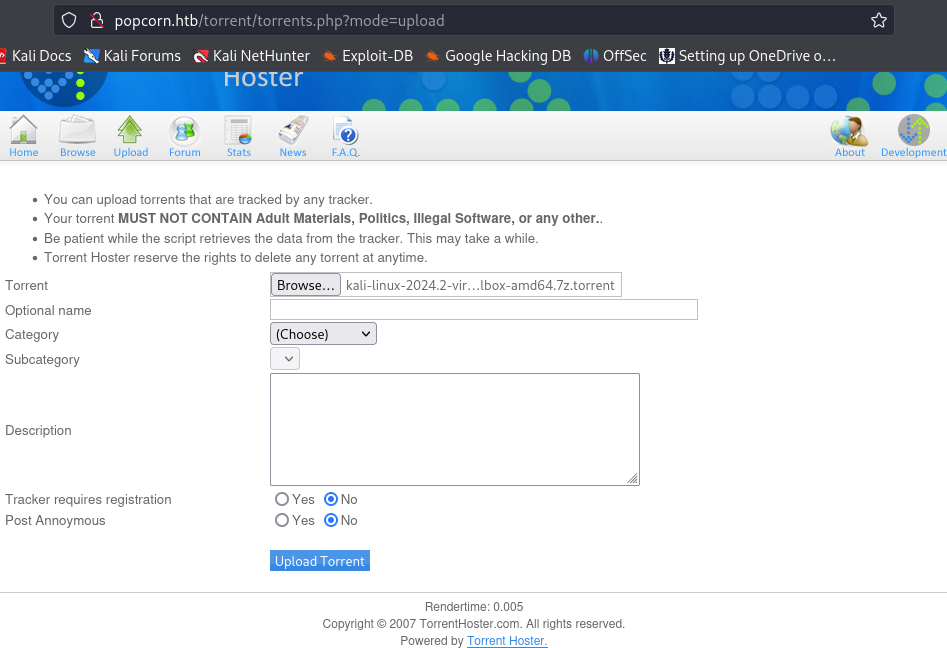 popcorn.htb/torrent/torrents.php?mode=upload
Kali Docs Kali Forums Kali NetHunter Exploit-DB Google Hacking DB OffSec Setting up OneDrive o…
Hoster
Home Browse Upload Forum Stats News F.A.Q. About Development
You can upload torrents that are tracked by any tracker.
Your torrent MUST NOT CONTAIN Adult Materials, Politics, Illegal Software, or any other..
Be patient while the script retrieves the data from the tracker. This may take a while.
Torrent Hoster reserve the rights to delete any torrent at anytime.
Torrent Browse... kali-linux-2024.2-vir...lbox-amd64.7z.torrent
Optional name
Category (Choose)
Subcategory
Description
Tracker requires registration Yes No
Post Annoymous Yes No
Upload Torrent
Rendertime: 0.005
Copyright © 2007 TorrentHoster.com. All rights reserved.
Powered by Torrent Hoster.